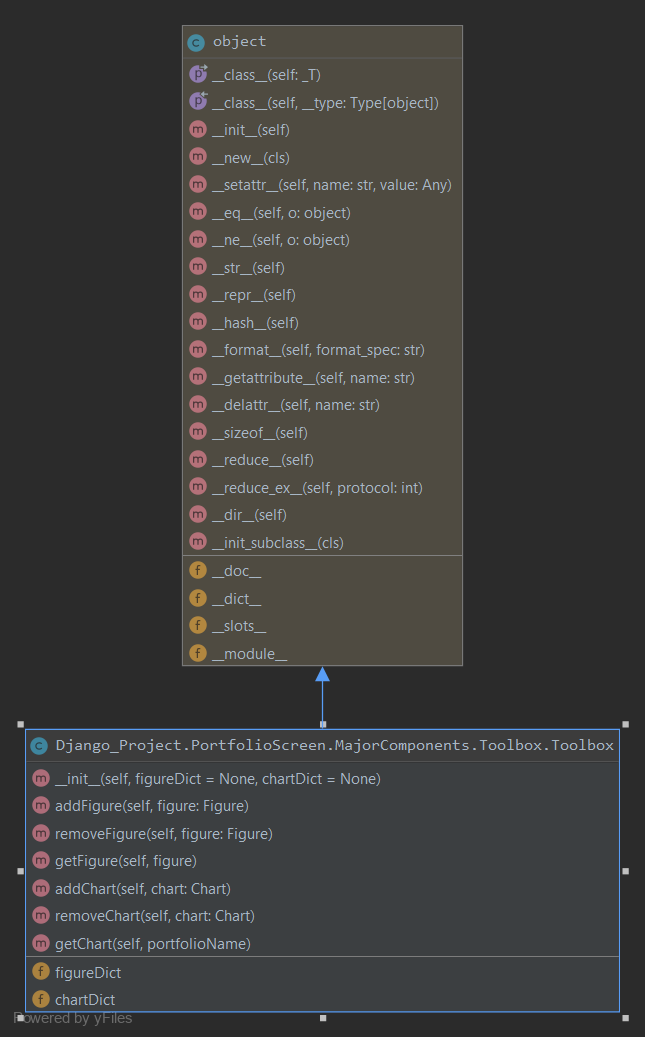 object
__class__(self: _T)
__class__(self, __type: Type[object])
__init__(self)
__new__(cls)
__setattr__(self, name: str, value: Any)
__eq__(self, o: object)
__ne__(self, o: object)
__str__(self)
__repr__(self)
__hash__(self)
__format__(self, format_spec: str)
__getattribute__(self, name: str)
__delattr__(self, name: str)
__sizeof__(self)
__reduce__(self)
__reduce_ex__(self, protocol: int)
__dir__(self)
__init_subclass__(cls)
__doc__
__dict__
__slots__
__module__
Django_Project.PortfolioScreen.MajorComponents.Toolbox.Toolbox
__init__(self, figureDict = None, chartDict = None)
addFigure(self, figure: Figure)
removeFigure(self, figure: Figure)
getFigure(self, figure)
addChart(self, chart: Chart)
removeChart(self, chart: Chart)
getChart(self, portfolioName)
figureDict
chartDict
Powered by yFiles